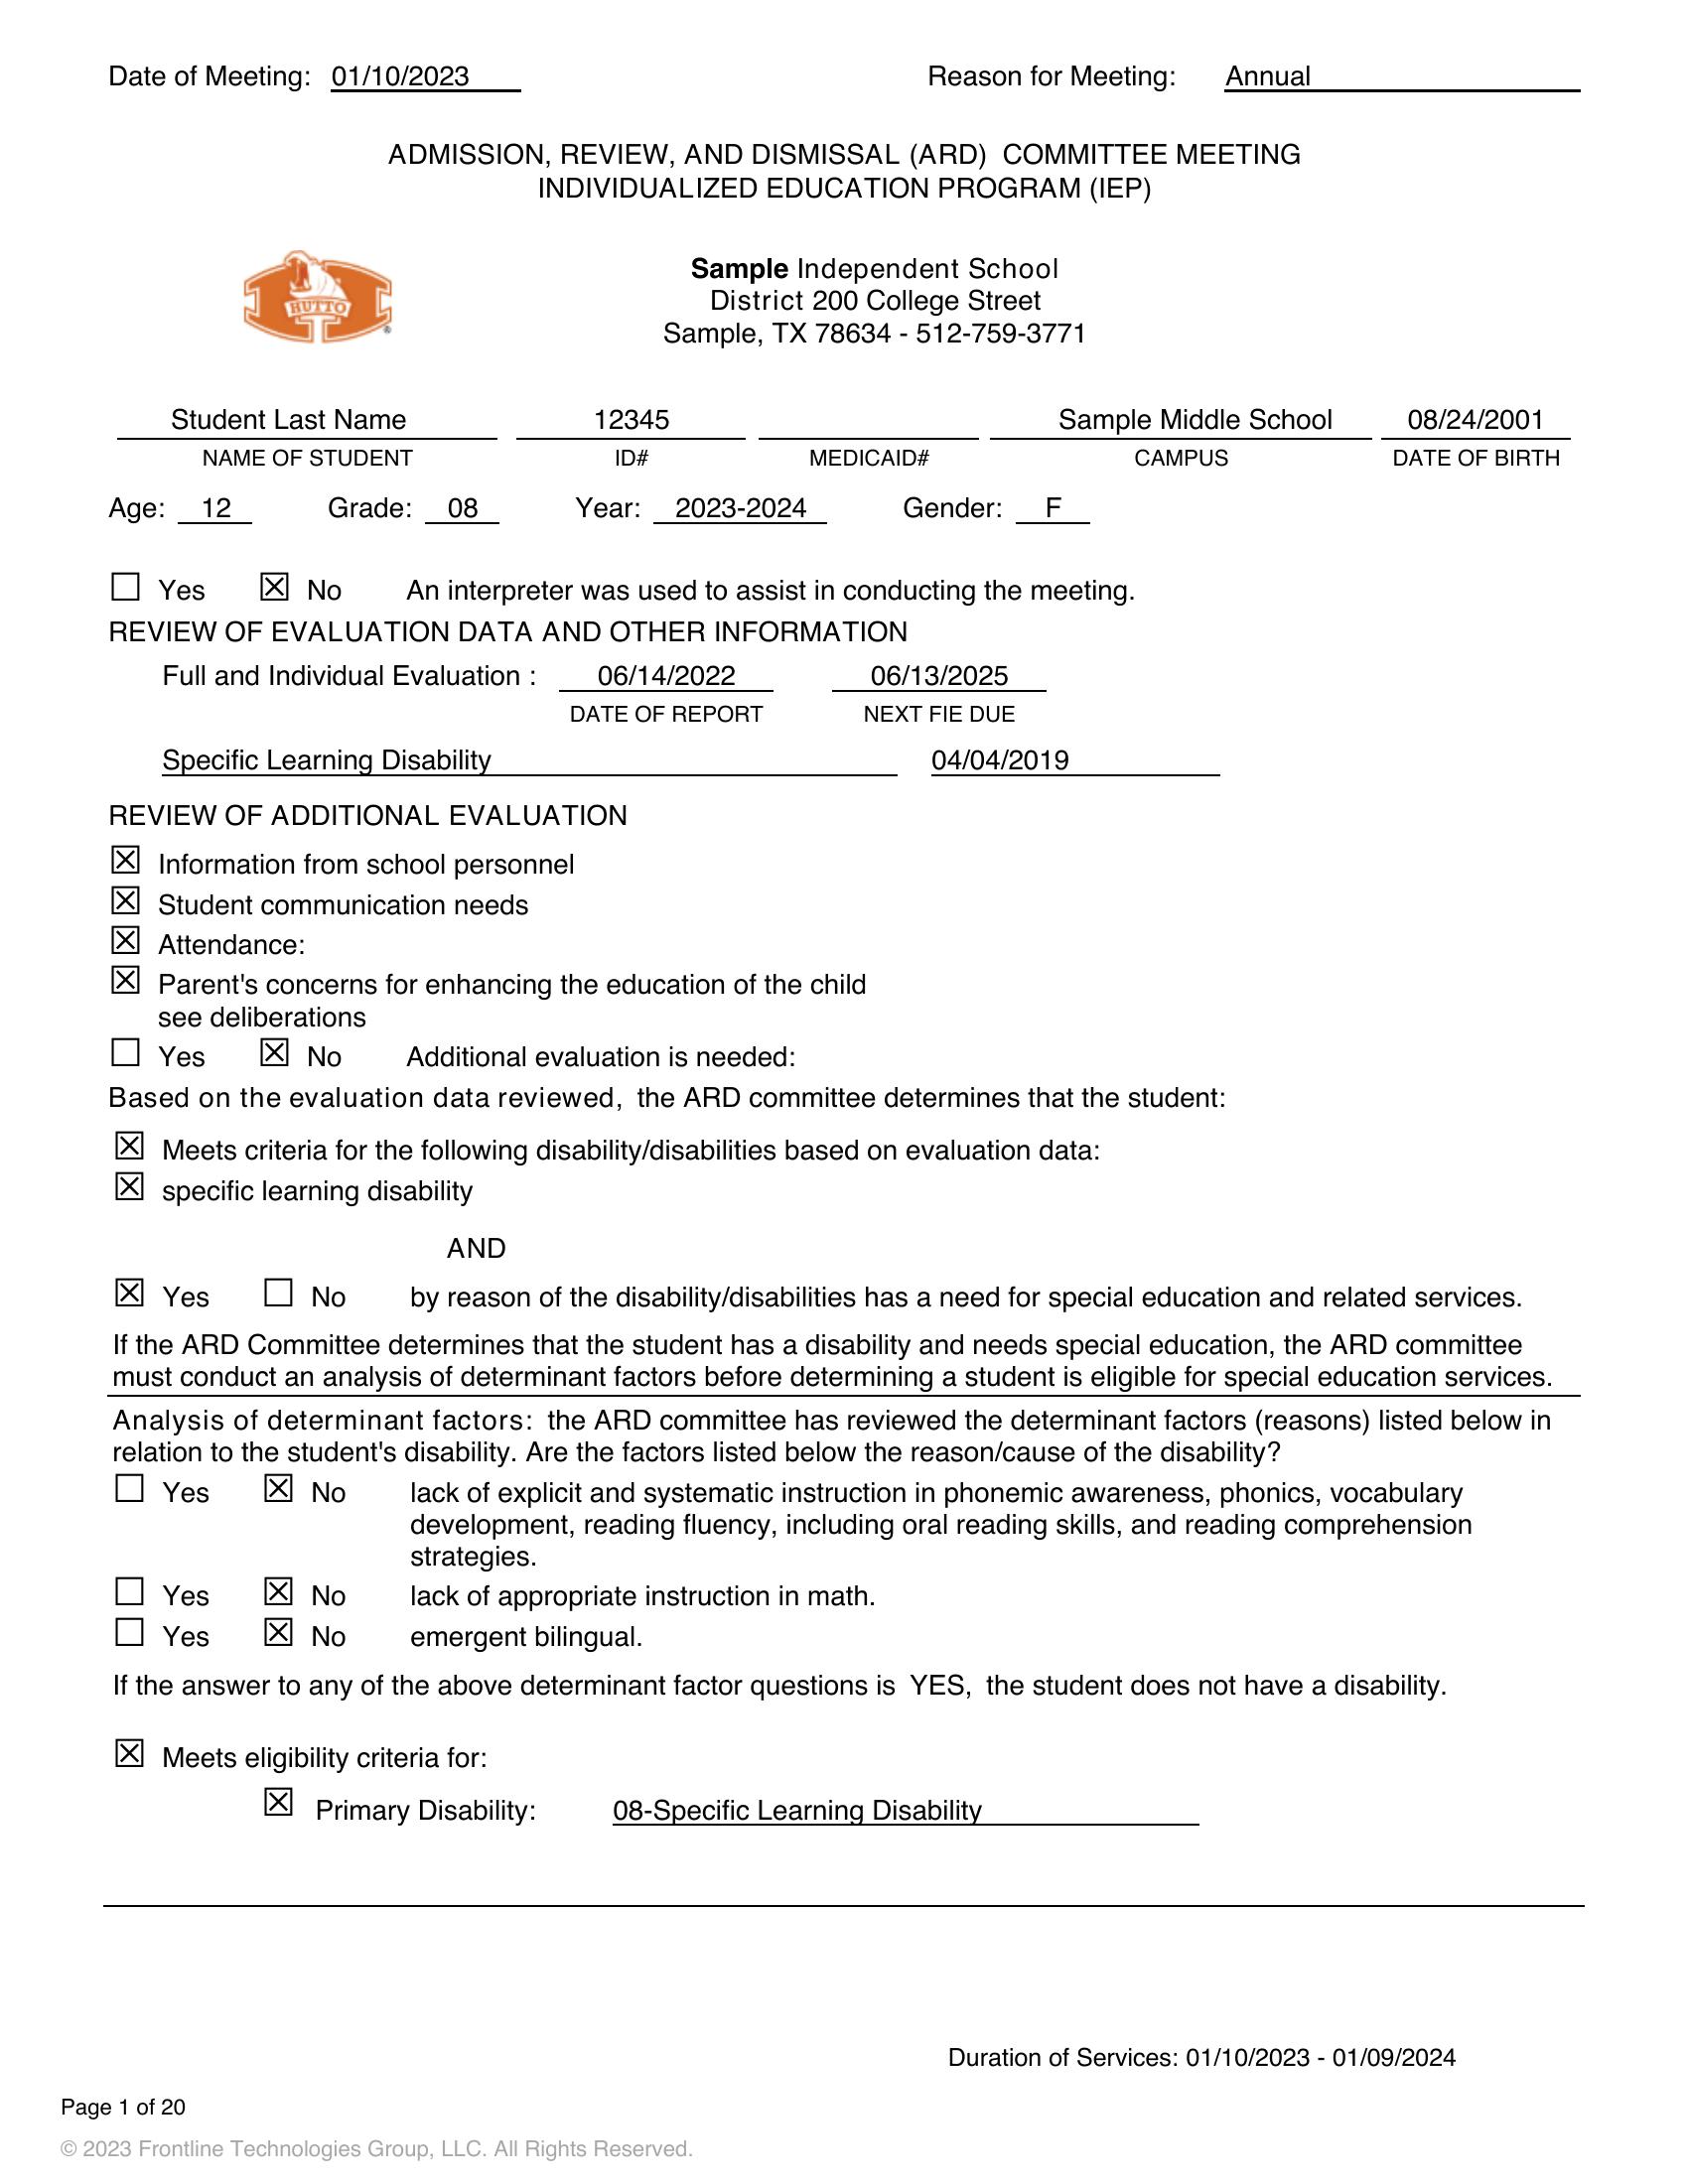 Date of Meeting: 01/10/2023 Reason for Meeting: Annual
ADMISSION, REVIEW, AND DISMISSAL (ARD) COMMITTEE MEETING
INDIVIDUALIZED EDUCATION PROGRAM (IEP)
HUTTO
®
Sample Independent School
District 200 College Street
Sample, TX 78634 - 512-759-3771
Student Last Name 12345 Sample Middle School 08/24/2001
NAME OF STUDENT ID# MEDICAID# CAMPUS DATE OF BIRTH
Age: 12 Grade: 08 Year: 2023-2024 Gender: F
☐ Yes ☒ No An interpreter was used to assist in conducting the meeting.
REVIEW OF EVALUATION DATA AND OTHER INFORMATION
Full and Individual Evaluation : 06/14/2022 06/13/2025
DATE OF REPORT NEXT FIE DUE
Specific Learning Disability 04/04/2019
REVIEW OF ADDITIONAL EVALUATION
☒ Information from school personnel
☒ Student communication needs
☒ Attendance:
☒ Parent's concerns for enhancing the education of the child
see deliberations
☐ Yes ☒ No Additional evaluation is needed:
Based on the evaluation data reviewed, the ARD committee determines that the student:
☒ Meets criteria for the following disability/disabilities based on evaluation data:
☒ specific learning disability
AND
☒ Yes ☐ No by reason of the disability/disabilities has a need for special education and related services.
If the ARD Committee determines that the student has a disability and needs special education, the ARD committee
must conduct an analysis of determinant factors before determining a student is eligible for special education services.
Analysis of determinant factors: the ARD committee has reviewed the determinant factors (reasons) listed below in
relation to the student's disability. Are the factors listed below the reason/cause of the disability?
☐ Yes ☒ No lack of explicit and systematic instruction in phonemic awareness, phonics, vocabulary
development, reading fluency, including oral reading skills, and reading comprehension
strategies.
☐ Yes ☒ No lack of appropriate instruction in math.
☐ Yes ☒ No emergent bilingual.
If the answer to any of the above determinant factor questions is YES, the student does not have a disability.
☒ Meets eligibility criteria for:
☒ Primary Disability: 08-Specific Learning Disability
Duration of Services: 01/10/2023 - 01/09/2024
Page 1 of 20
© 2023 Frontline Technologies Group, LLC. All Rights Reserved.